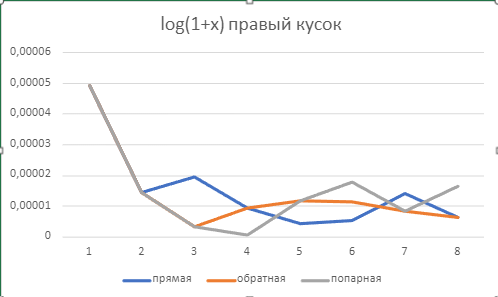 log(1+x) правый кусок
0,00006
0,00005
0,00004
0,00003
0,00002
0,00001
0
1 2 3 4 5 6 7 8
прямая обратная попарная